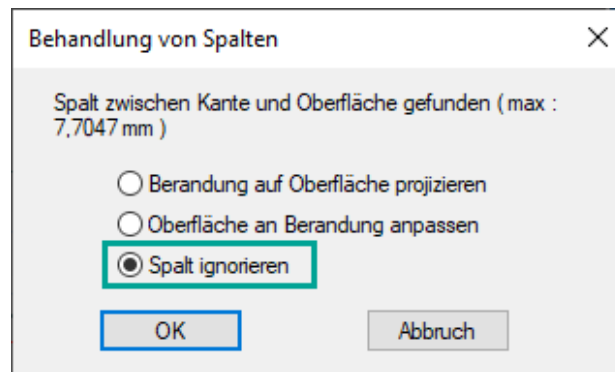 Behandlung von Spalten
Spalt zwischen Kante und Oberfläche gefunden ( max :
7,7047 mm )
Berandung auf Oberfläche projizieren
Oberfläche an Berandung anpassen
Spalt ignorieren
OK
Abbruch